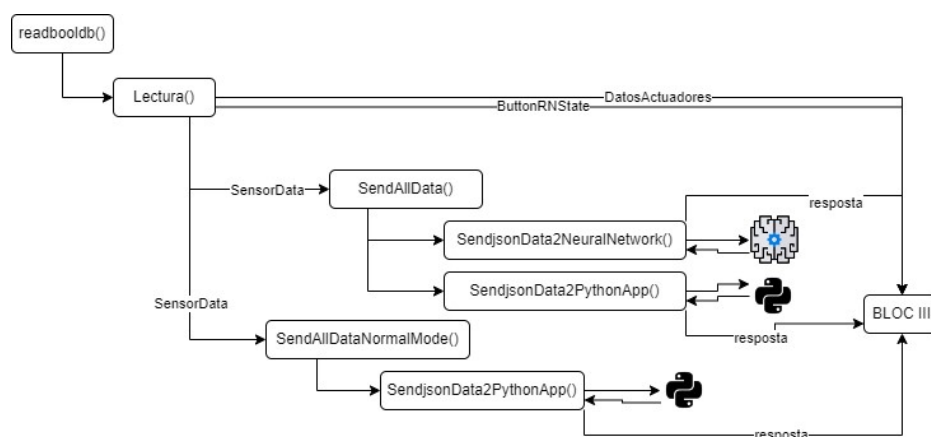 readbooldb()
Lectura()
DatosActuadores
ButtonRNState
SensorData
SendAllData()
resposta
SendjsonData2NeuralNetwork()
SendjsonData2PythonApp()
SensorData
BLOC III
SendAllDataNormalMode()
resposta
SendjsonData2PythonApp()
resposta